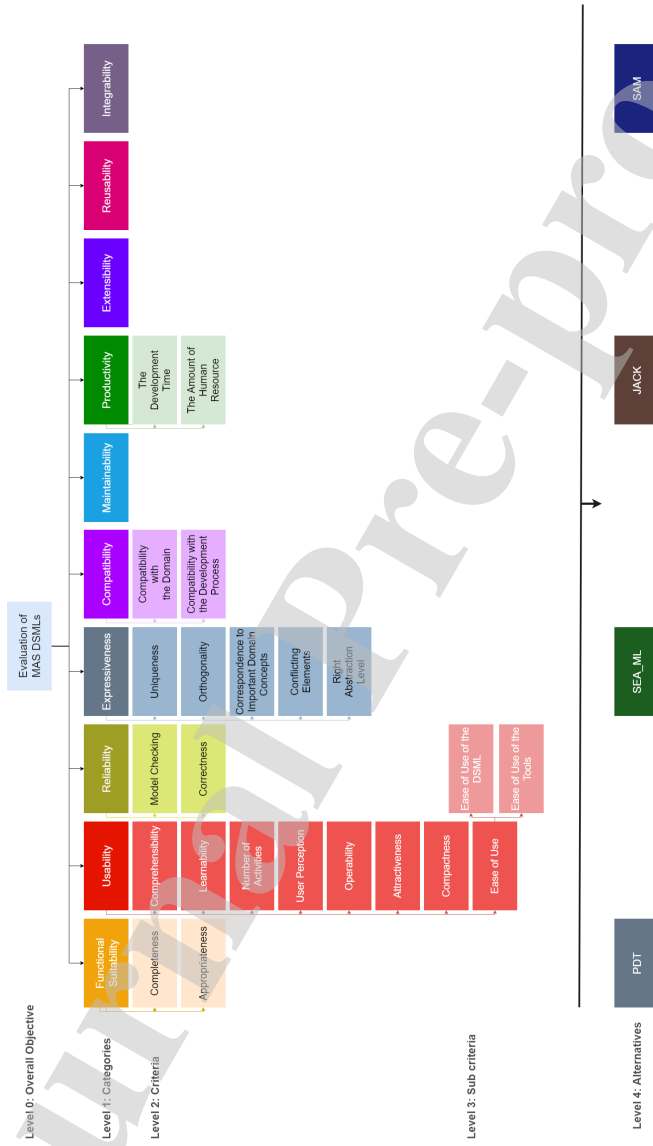 Level 0: Overall Objective
Evaluation of
MAS DSMLs
Level 1: Categories
Functional
Suitability
Usability
Reliability
Expressiveness
Compatibility
Maintainability
Productivity
Extensibility
Reusability
Integrability
Level 2: Criteria
Completeness
Appropriateness
Comprehensibility
Learnability
Number of
Activities
User Perception
Operability
Attractiveness
Compactness
Ease of Use
Model Checking
Correctness
Uniqueness
Orthogonality
Correspondence to
Important Domain
Concepts
Conflicting
Elements
Right
Abstraction
Level
Compatibility
with
the Domain
Compatibility with
the Development
Process
The
Development
Time
The Amount of
Human
Resource
Level 3: Sub criteria
Ease of Use of the
DSML
Ease of Use of the
Tools
Level 4: Alternatives
PDT
SEA_ML
JACK
SAM
urnal Pre-pro